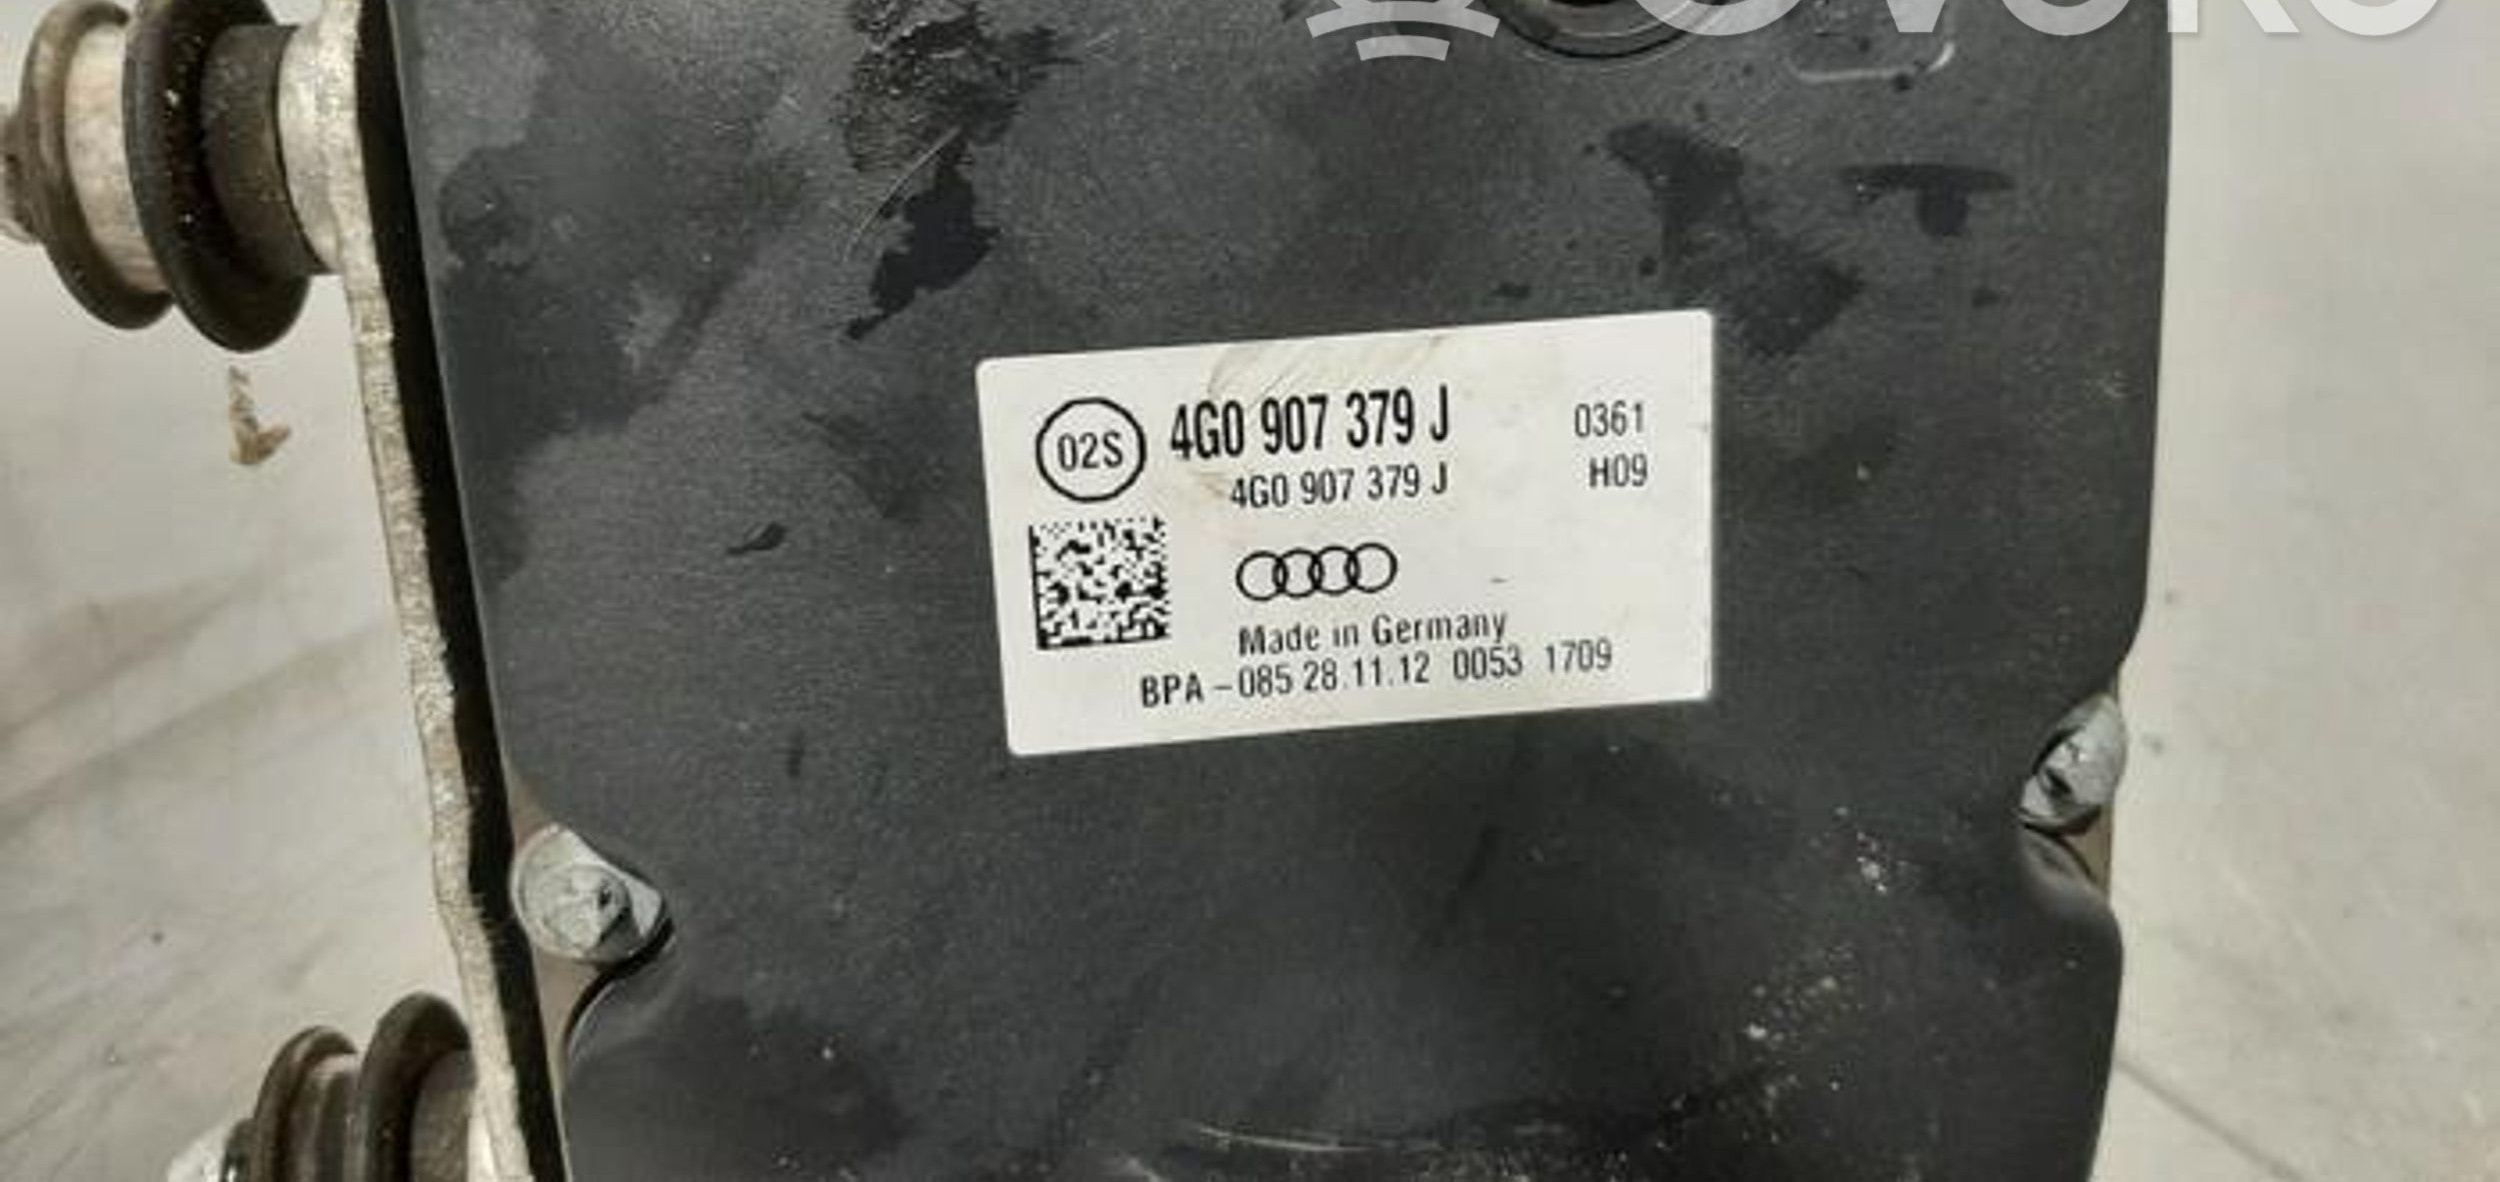 02S 4G0 907 379 J 0361
4G0 907 379 J H09
Made in Germany
BPA-085 28.11.12 0053 1709